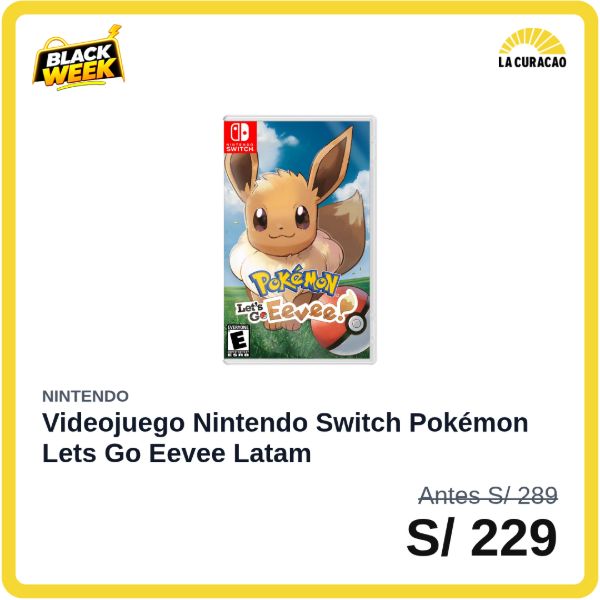 BLACK
WEEK
LA CURACAO
NINTENDO
SWITCH
POKÉMON
Let's
Go Eevee!
EVERYONE
E
ESRB
NINTENDO
Videojuego Nintendo Switch Pokémon
Lets Go Eevee Latam
Antes S/ 289
S/ 229